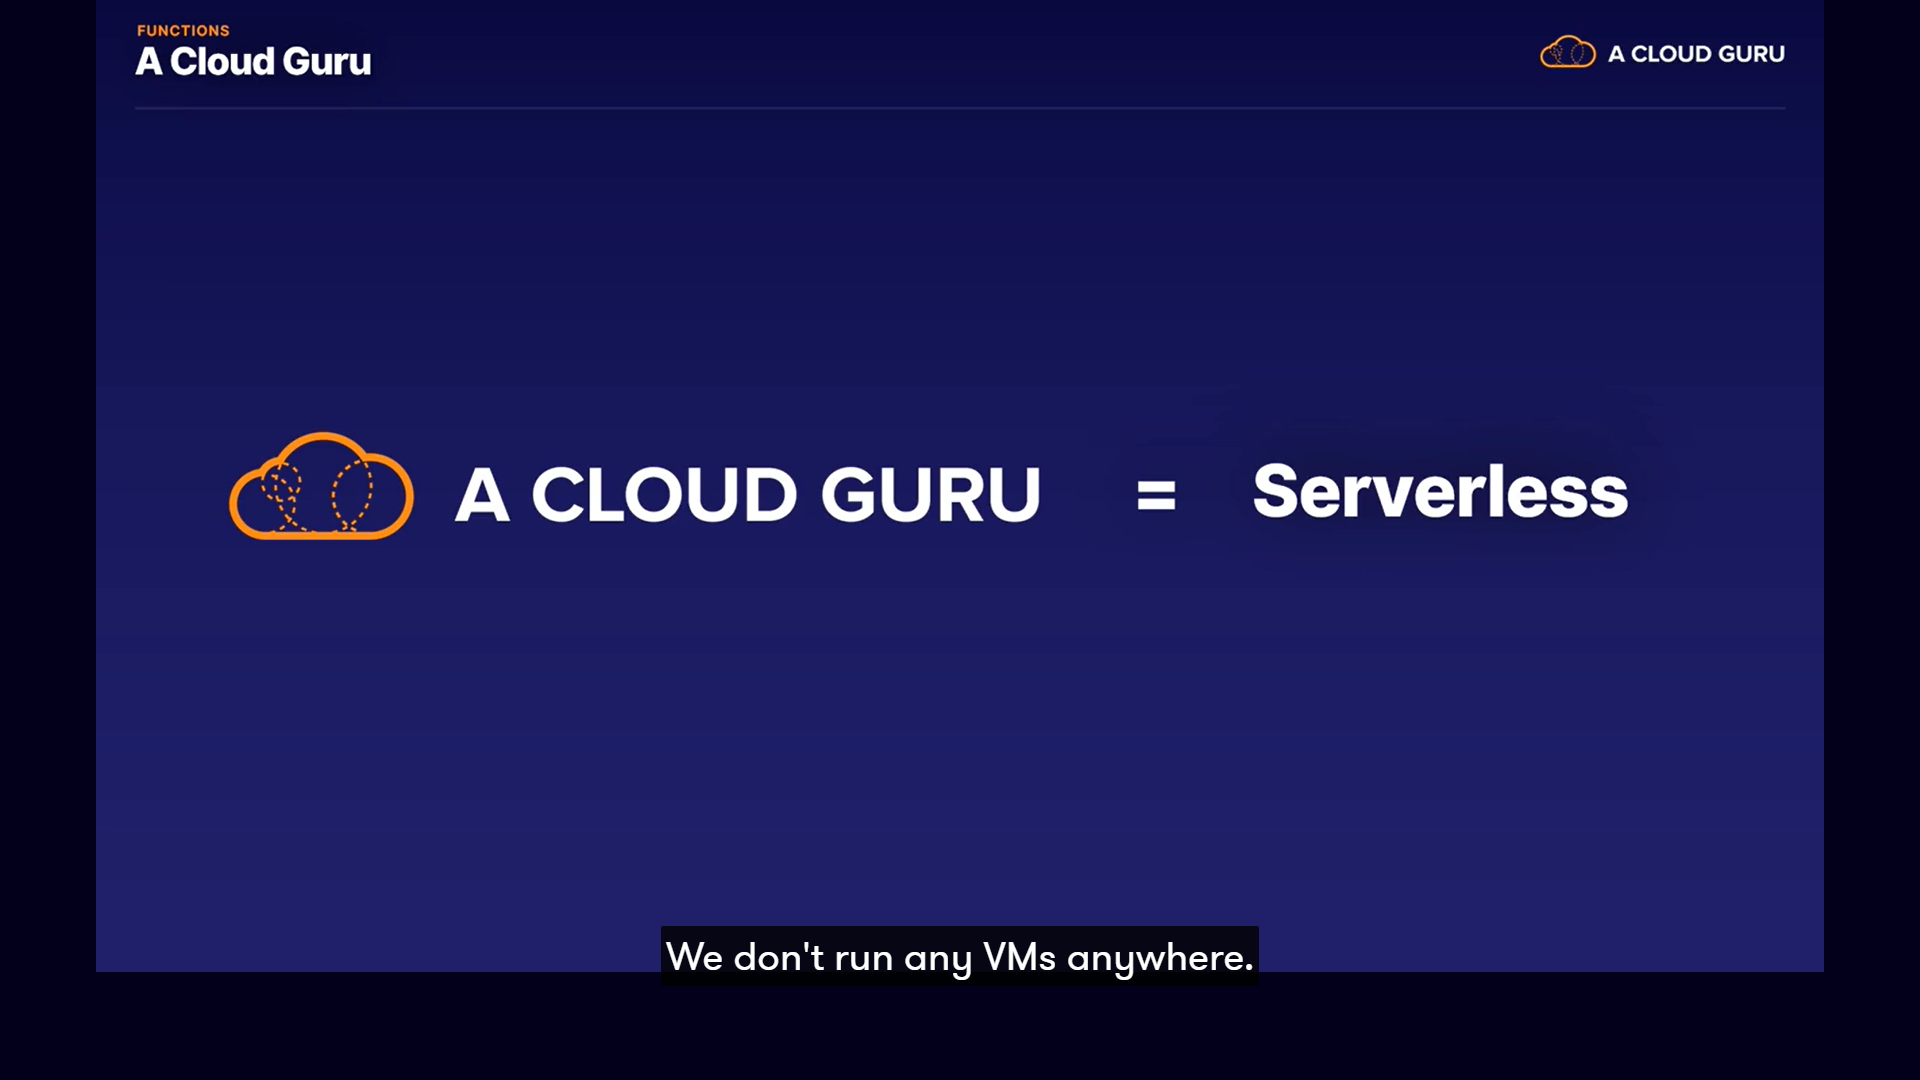 FUNCTIONS
A Cloud Guru
A CLOUD GURU
A CLOUD GURU = Serverless
We don't run any VMs anywhere.